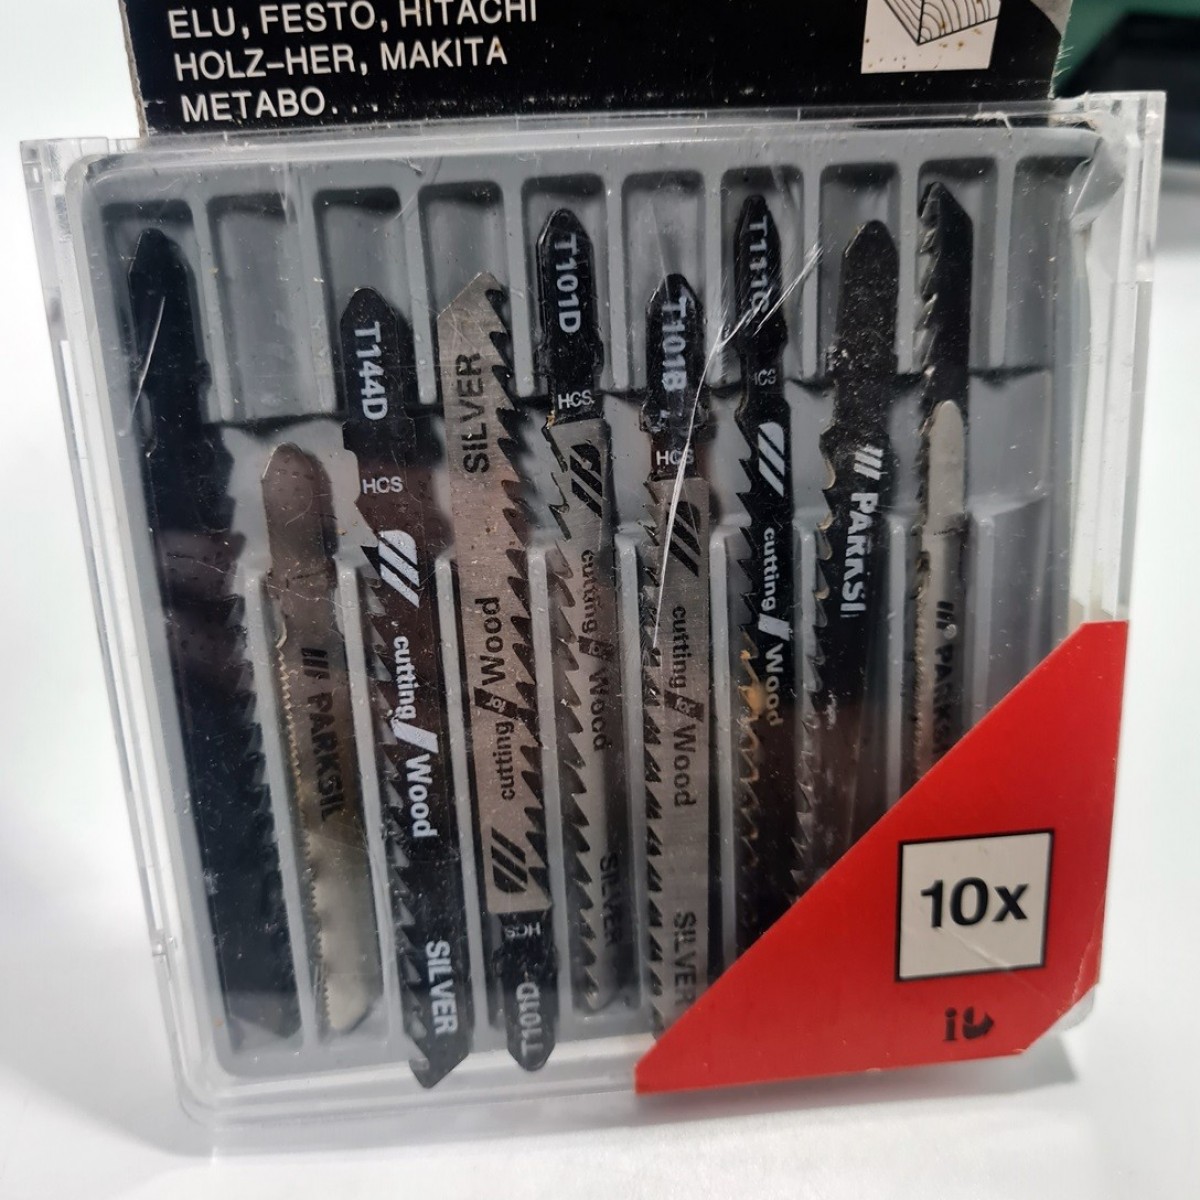 ELU, FESTO, HITACHI
HOLZ-HER, MAKITA
METABO...
T144D
HCS
cutting for Wood
SILVER
SILVER
cutting for Wood
HCS
T101D
T101D
HCS
cutting for Wood
SILVER
T101B
HCS
cutting for Wood
SILVER
cutting Wood
PARKSIL
PARKSI
PARKSI
10x